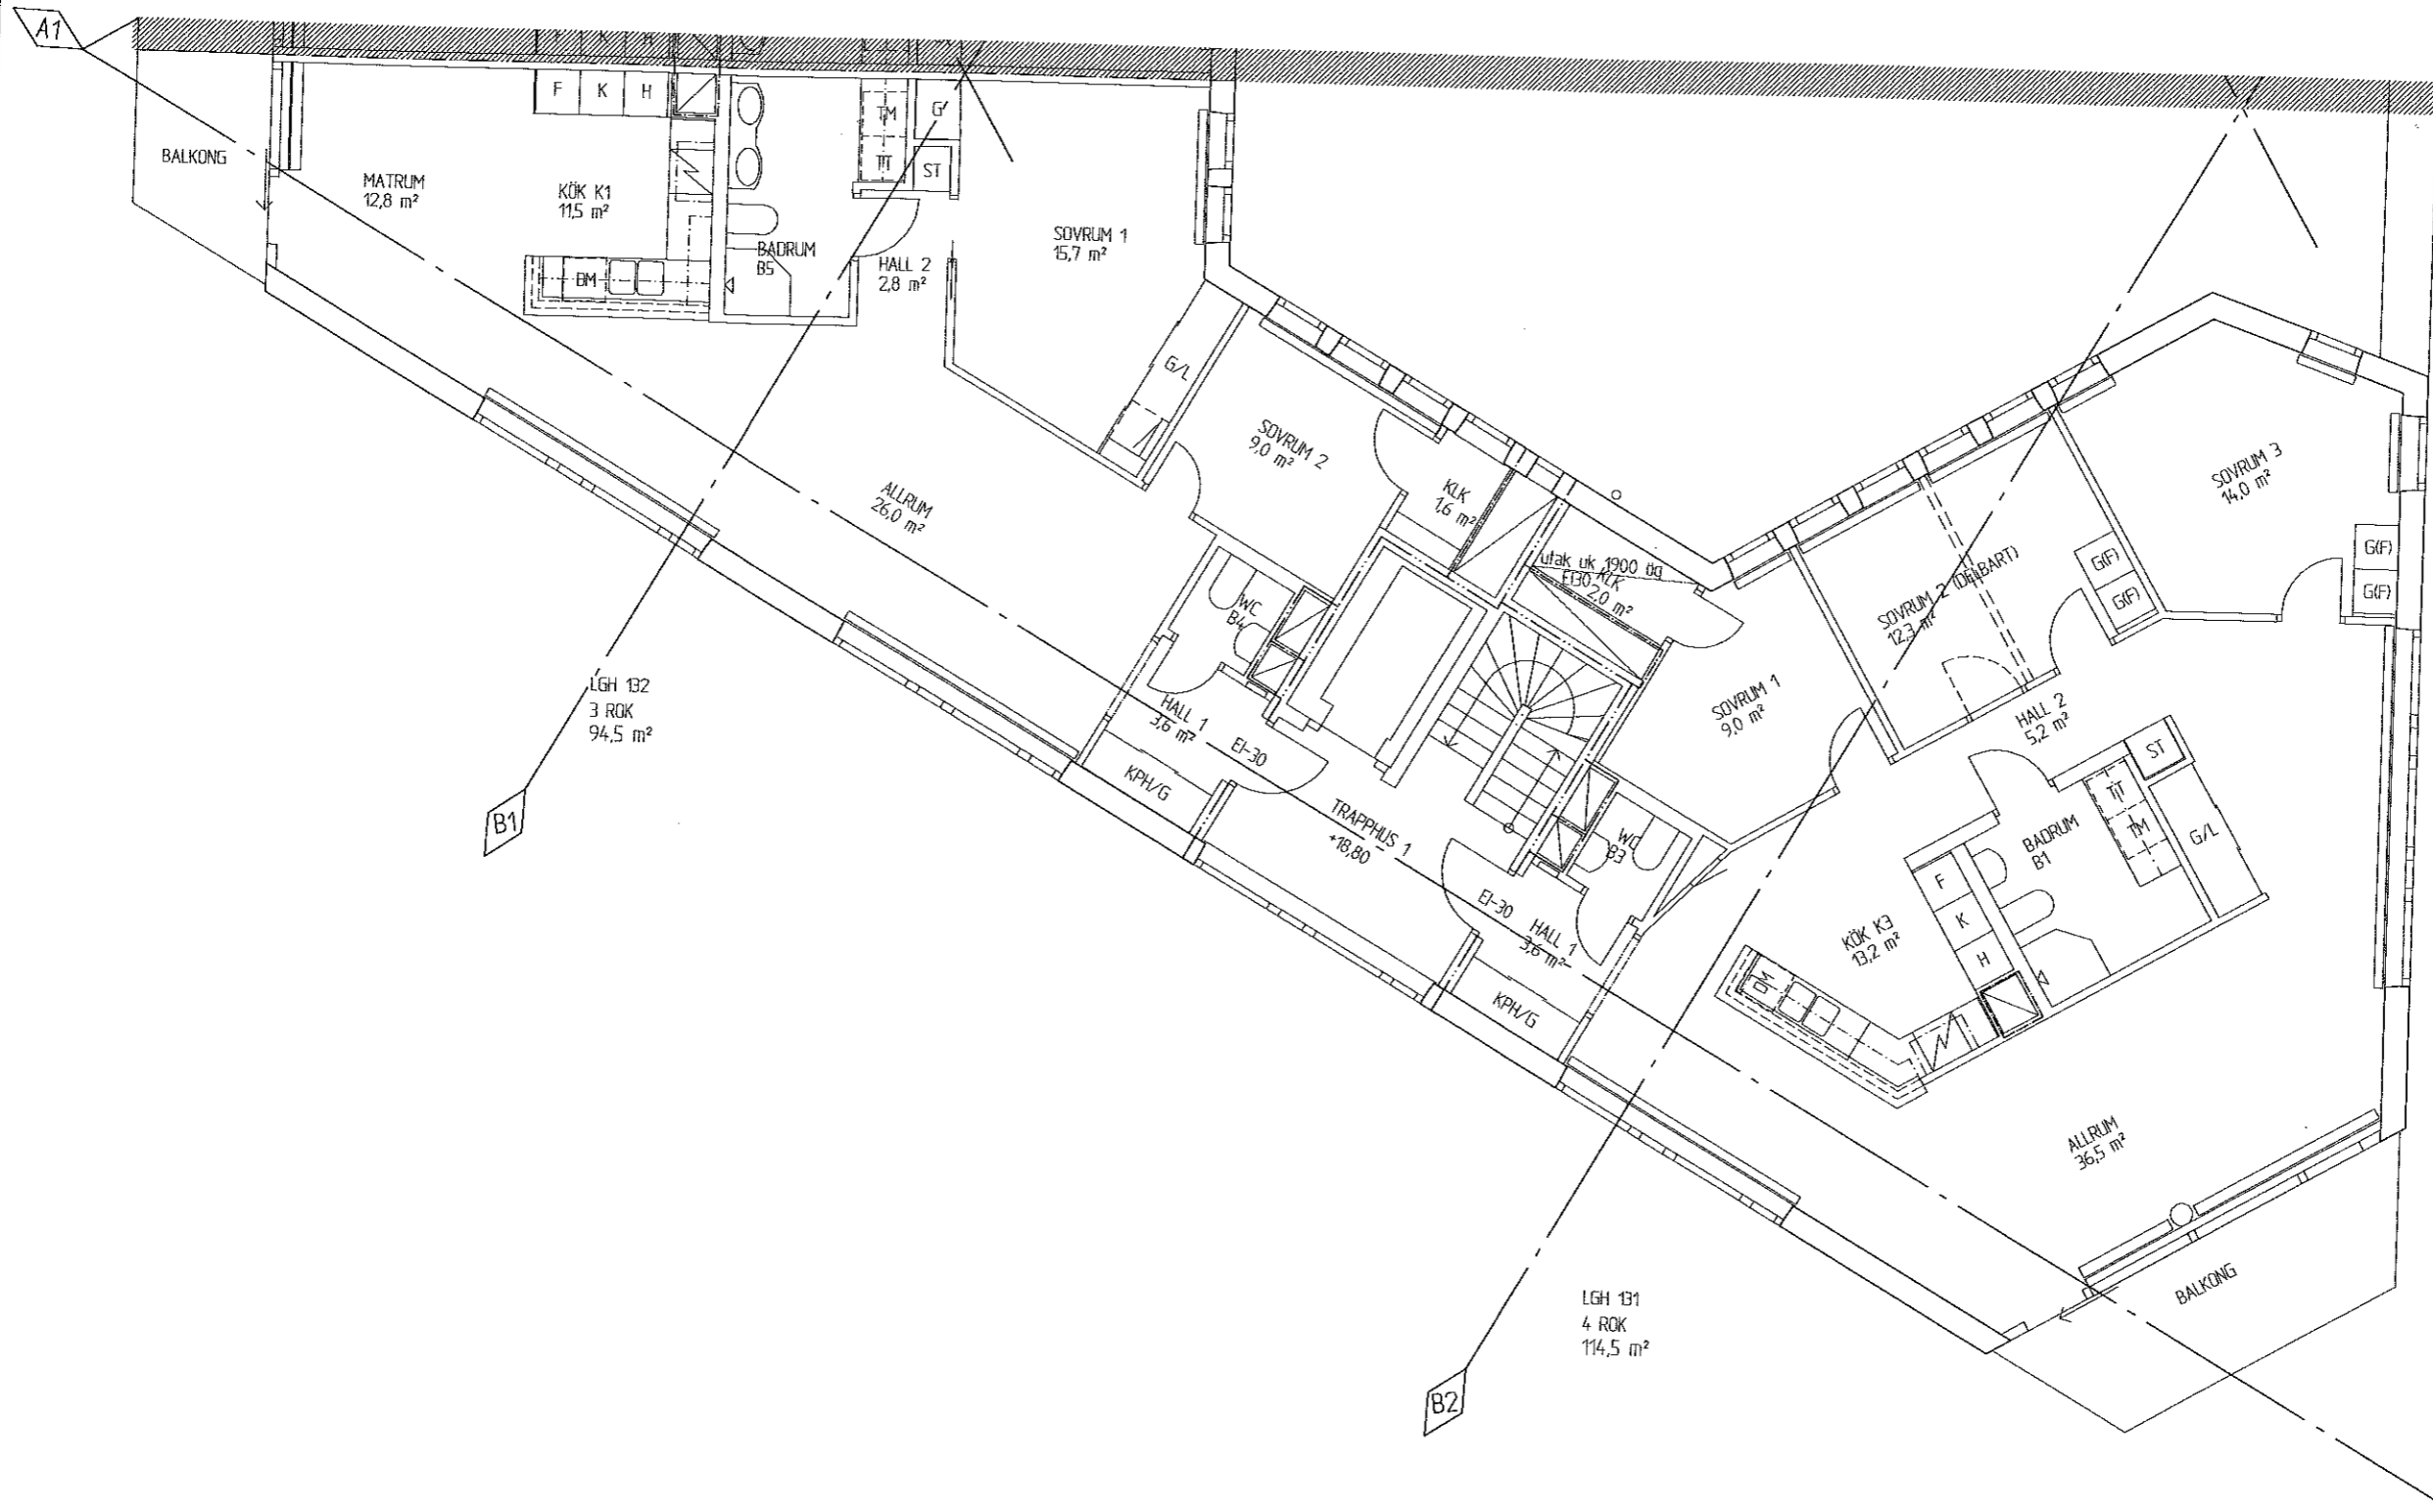 A1
F K H
BALKONG
MATRUM
12,8 m²
KÖK K1
11,5 m²
DM
BADRUM
B5
TM
TT
G
ST
HALL 2
2,8 m²
SOVRUM 1
15,7 m²
G/L
ALLRUM
26,0 m²
SOVRUM 2
9,0 m²
KLK
1,6 m²
WC
B4
HALL 1
3,6 m²
EI-30
KPH/G
LGH 132
3 ROK
94,5 m²
B1
TRAPPHUS 1
+18,80
utak uk 1900 ög
EI30 KLK
2,0 m²
SOVRUM 1
9,0 m²
SOVRUM 2 (DELBART)
12,3 m²
G(F)
G(F)
SOVRUM 3
14,0 m²
G(F)
G(F)
HALL 2
5,2 m²
ST
TT
TM
G/L
BADRUM
B1
WC
B3
EI-30
HALL 1
3,6 m²
KPH/G
KÖK K3
13,2 m²
F
K
H
DM
ALLRUM
36,5 m²
BALKONG
LGH 131
4 ROK
114,5 m²
B2